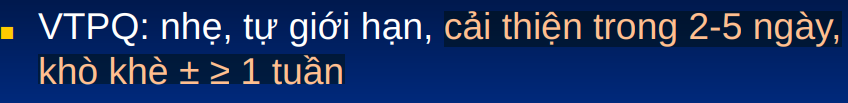 VTPQ: nhẹ, tự giới hạn, cải thiện trong 2-5 ngày,
khò khè ± ≥ 1 tuần